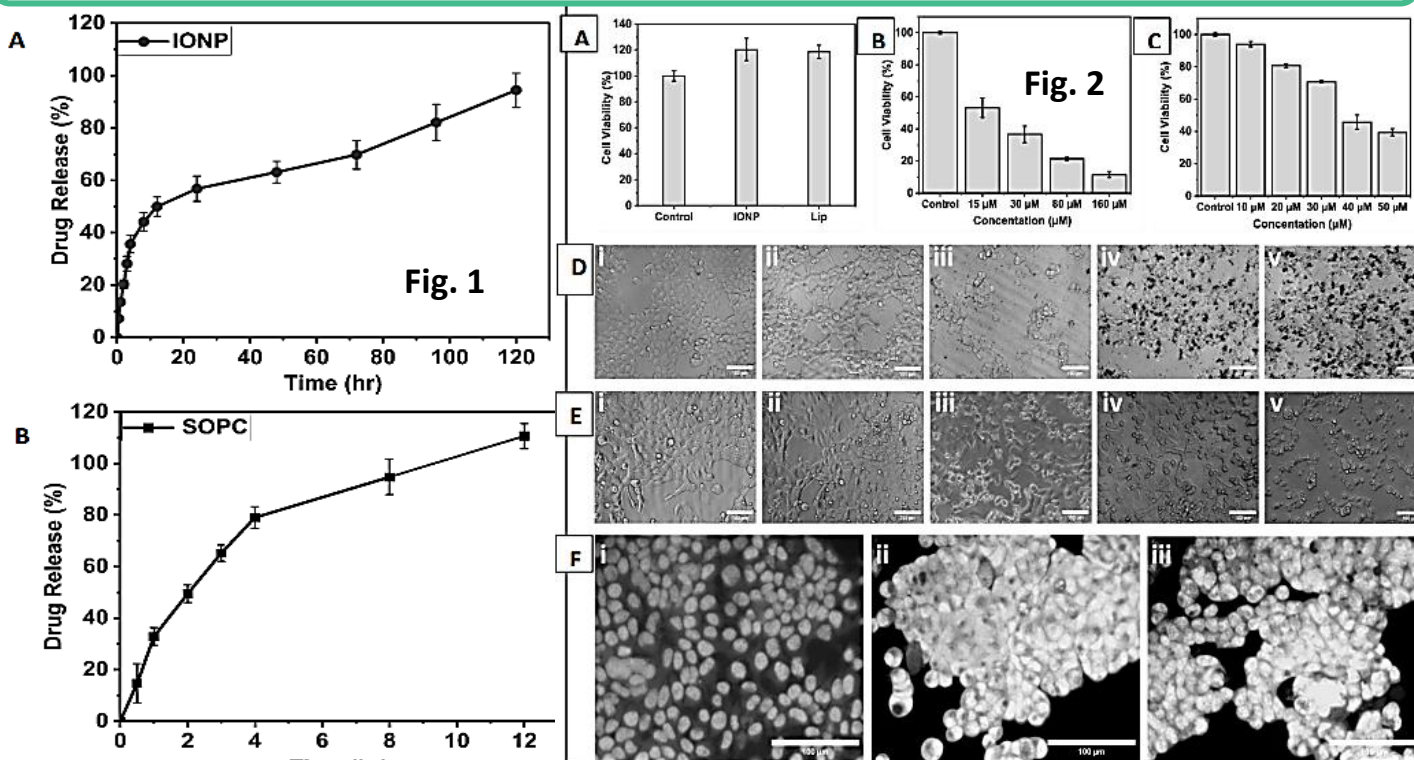 A
IONP
Drug Release (%)
120
100
80
60
40
20
0
Fig. 1
0 20 40 60 80 100 120
Time (hr)
B
SOPC
Drug Release (%)
120
100
80
60
40
20
0
0 2 4 6 8 10 12
A
Cell Viability (%)
140
120
100
80
60
40
20
0
Control IONP Lip
B
Cell Viability (%)
100
80
60
40
20
0
Fig. 2
Control 15 µM 30 µM 80 µM 160 µM
Concentation (µM)
C
Cell Viability (%)
100
80
60
40
20
0
Control 10 µM 20 µM 30 µM 40 µM 50 µM
Concentation (µM)
D
i ii iii iv v
E
i ii iii iv v
F
i ii iii
100 µm
100 µm